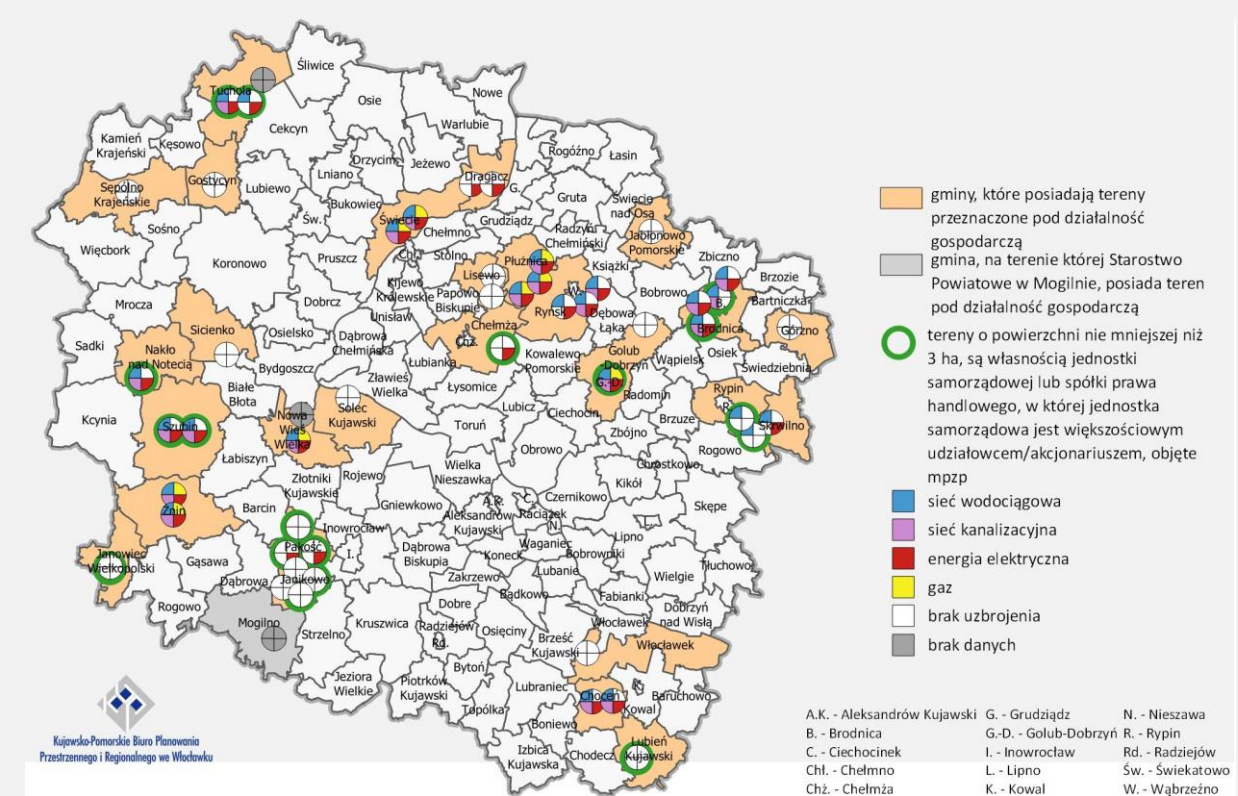 Śliwice
Tuchola
Osie
Nowe
Cekcyn
Warlubie
Kamień
Krajeński
Kęsowo
Rogóźno
Łasin
Drzycim
Jeżewo
Lniano
Dragacz
G.
Sępólno
Krajeńskie
Gostycyn
Lubiewo
Bukowiec
Gruta
Świecie
nad Osą
Św.
Świecie
Grudziądz
Sośno
Chełmno
Radzyń
Chełmiński
Jabłonowo
Pomorskie
Więcbork
Koronowo
Pruszcz
Chł.
Stolno
Płużnica
Książki
Zbiczno
Lisewo
Kijewo
Królewskie
Papowo
Biskupie
W.
Bobrowo
Brzozie
Bartniczka
Mrocza
Dobrcz
Unisław
Ryńsk
Dębowa
Łąka
B.
Brodnica
Górzno
Sicienko
Osielsko
Dąbrowa
Chełmińska
Chełmża
Chż.
Sadki
Nakło
nad Notecią
Łubianka
Kowalewo
Pomorskie
Golub
-Dobrzyń
Wąpielsk
Osiek
Świedziebnia
Bydgoszcz
Zławieś
Wielka
Łysomice
G.-D.
Radomin
Rypin
R.
Białe
Błota
Solec
Kujawski
Lubicz
Ciechocin
Brzuze
Skrwilno
Kcynia
Szubin
Nowa
Wieś
Wielka
Toruń
Zbójno
Rogowo
Obrowo
Łabiszyn
Chrostkowo
Wielka
Nieszawka
Kikół
Złotniki
Kujawskie
Rojewo
Gniewkowo
Czernikowo
Skępe
Żnin
Barcin
A.K.
C.
Raciążek
Aleksandrów
Kujawski
N.
Inowrocław
Lipno
Pakość
I.
Dąbrowa
Biskupia
Waganiec
Koneck
Bobrowniki
Janowiec
Wielkopolski
Gąsawa
Tłuchowo
Dąbrowa
Janikowo
Zakrzewo
Lubanie
Wielgie
Bądkowo
Fabianki
Rogowo
Dobre
Dobrzyń
nad Wisłą
Mogilno
Strzelno
Kruszwica
Radziejów
Rd.
Osięciny
Włocławek
Brześć
Kujawski
Włocławek
Bytoń
Jeziora
Wielkie
Piotrków
Kujawski
Lubraniec
Choceń
K.
Kowal
Baruchowo
Topólka
Boniewo
Izbica
Kujawska
Chodecz
Lubień
Kujawski
gminy, które posiadają tereny
przeznaczone pod działalność
gospodarczą
gmina, na terenie której Starostwo
Powiatowe w Mogilnie, posiada teren
pod działalność gospodarczą
tereny o powierzchni nie mniejszej niż
3 ha, są własnością jednostki
samorządowej lub spółki prawa
handlowego, w której jednostka
samorządowa jest większościowym
udziałowcem/akcjonariuszem, objęte
mpzp
sieć wodociągowa
sieć kanalizacyjna
energia elektryczna
gaz
brak uzbrojenia
brak danych
Kujawsko-Pomorskie Biuro Planowania
Przestrzennego i Regionalnego we Włocławku
A.K. - Aleksandrów Kujawski G. - Grudziądz N. - Nieszawa
B. - Brodnica G.-D. - Golub-Dobrzyń R. - Rypin
C. - Ciechocinek I. - Inowrocław Rd. - Radziejów
Chł. - Chełmno L. - Lipno Św. - Świekatowo
Chż. - Chełmża K. - Kowal W. - Wąbrzeźno